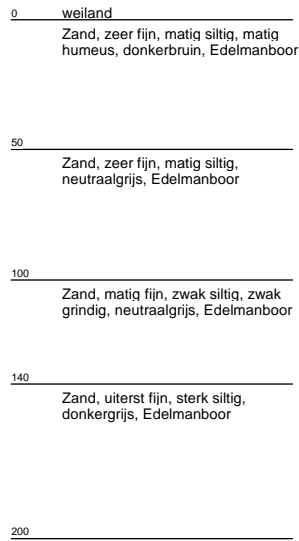 0 weiland
Zand, zeer fijn, matig siltig, matig
humeus, donkerbruin, Edelmanboor
50
Zand, zeer fijn, matig siltig,
neutraalgrijs, Edelmanboor
100
Zand, matig fijn, zwak siltig, zwak
grindig, neutraalgrijs, Edelmanboor
140
Zand, uiterst fijn, sterk siltig,
donkergrijs, Edelmanboor
200